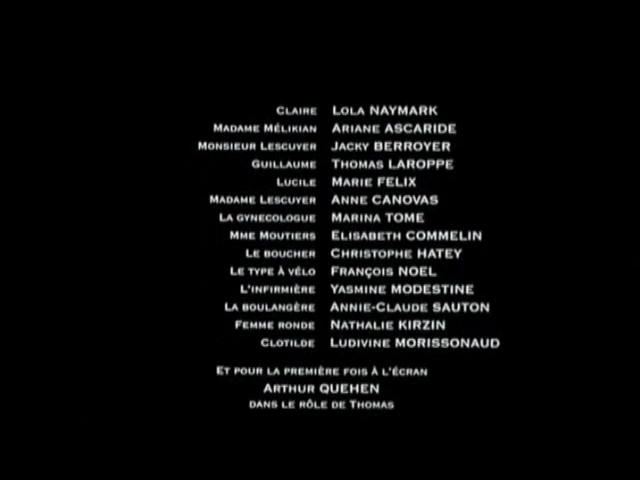 Claire LOLA NAYMARK
Madame Mélikian ARIANE ASCARIDE
Monsieur Lescuyer JACKY BERROYER
Guillaume THOMAS LAROPPE
Lucile MARIE FELIX
Madame Lescuyer ANNE CANOVAS
La gynecologue MARINA TOME
Mme Moutiers ELISABETH COMMELIN
Le boucher CHRISTOPHE HATEY
Le type à vélo FRANÇOIS NOEL
L'infirmière YASMINE MODESTINE
La boulangère ANNIE-CLAUDE SAUTON
Femme ronde NATHALIE KIRZIN
Clotilde LUDIVINE MORISSONAUD
Et pour la première fois à l'écran
ARTHUR QUEHEN
dans le rôle de Thomas